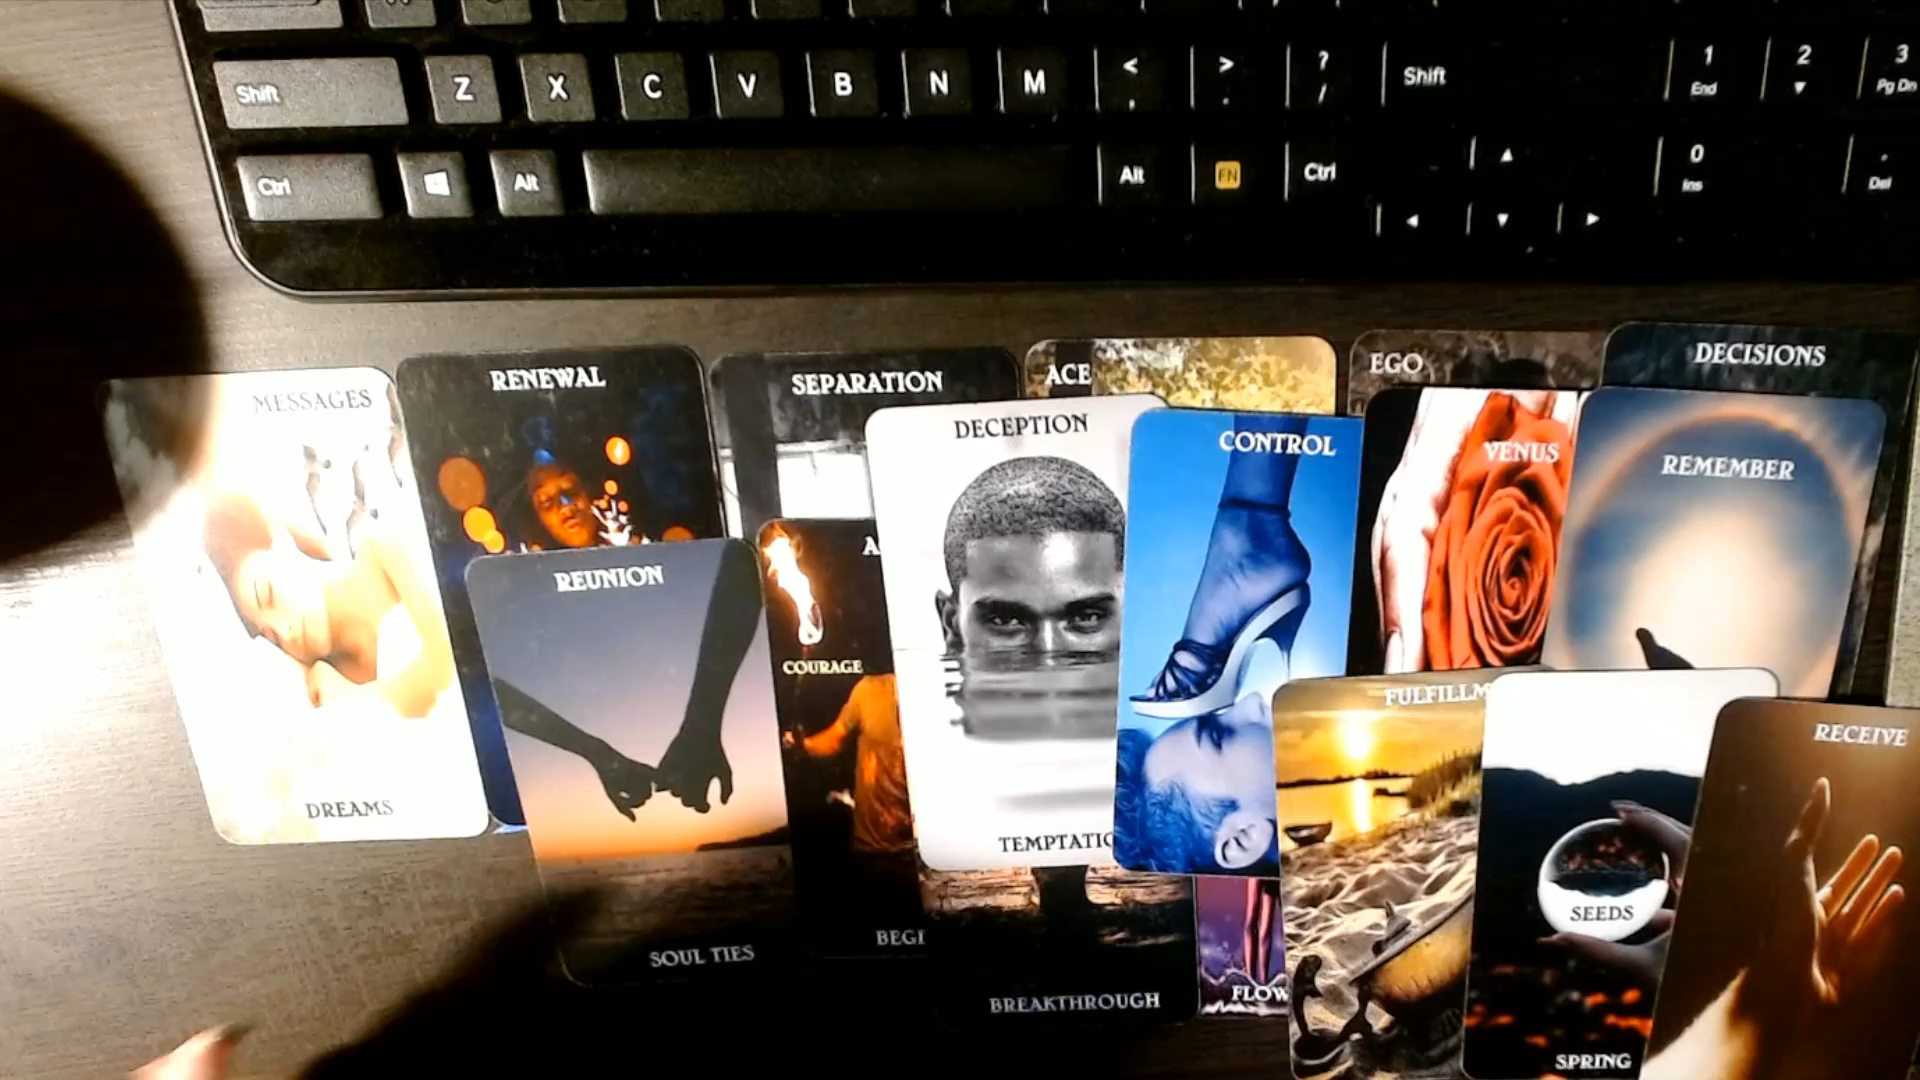 Shift
Z
X
C
V
B
N
M
<
,
>
.
?
/
Shift
1
End
2
3
Pg Dn
Ctrl
Alt
Alt
FN
Ctrl
0
Ins
.
Del
MESSAGES
DREAMS
RENEWAL
REUNION
SOUL TIES
SEPARATION
COURAGE
BEGI
DECEPTION
TEMPTATIO
BREAKTHROUGH
ACE
CONTROL
FLOW
EGO
VENUS
DECISIONS
REMEMBER
FULFILLM
SEEDS
SPRING
RECEIVE